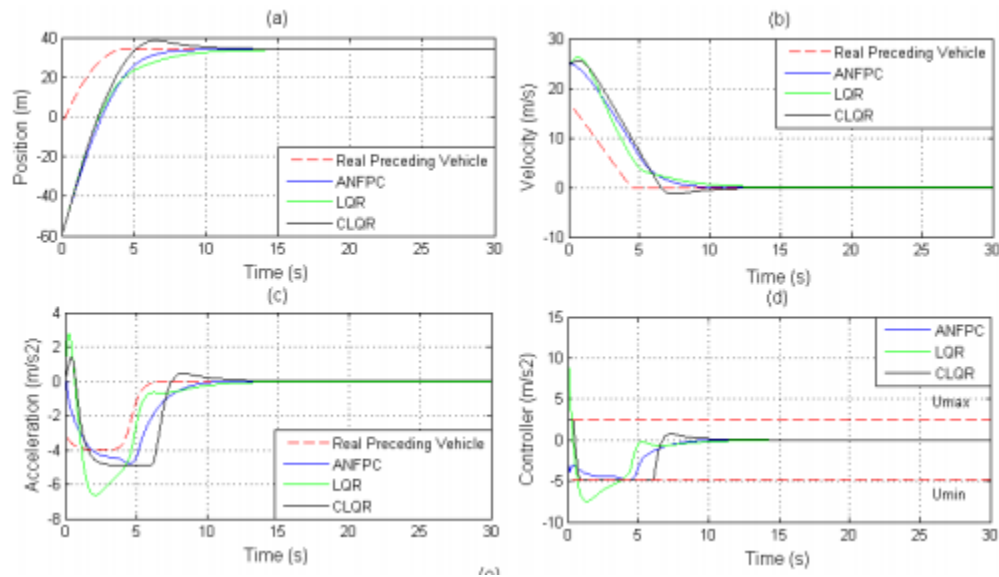 (a)
40
20
0
-20
-40
-60
Position (m)
Real Preceding Vehicle
ANFPC
LQR
CLQR
0 5 10 15 20 25 30
Time (s)
(b)
30
20
10
0
-10
Velocity (m/s)
Real Preceding Vehicle
ANFPC
LQR
CLQR
0 5 10 15 20 25 30
Time (s)
(c)
4
2
0
-2
-4
-6
-8
Acceleration (m/s2)
Real Preceding Vehicle
ANFPC
LQR
CLQR
0 5 10 15 20 25 30
Time (s)
(d)
15
10
5
0
-5
-10
Controller (m/s2)
ANFPC
LQR
CLQR
Umax
Umin
0 5 10 15 20 25 30
Time (s)